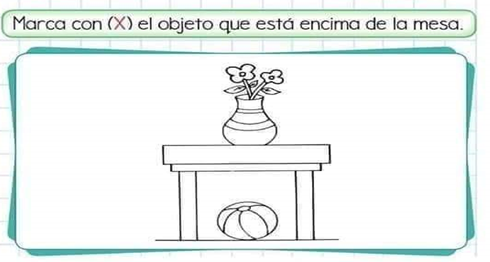 Marca con (X) el objeto que está encima de la mesa.